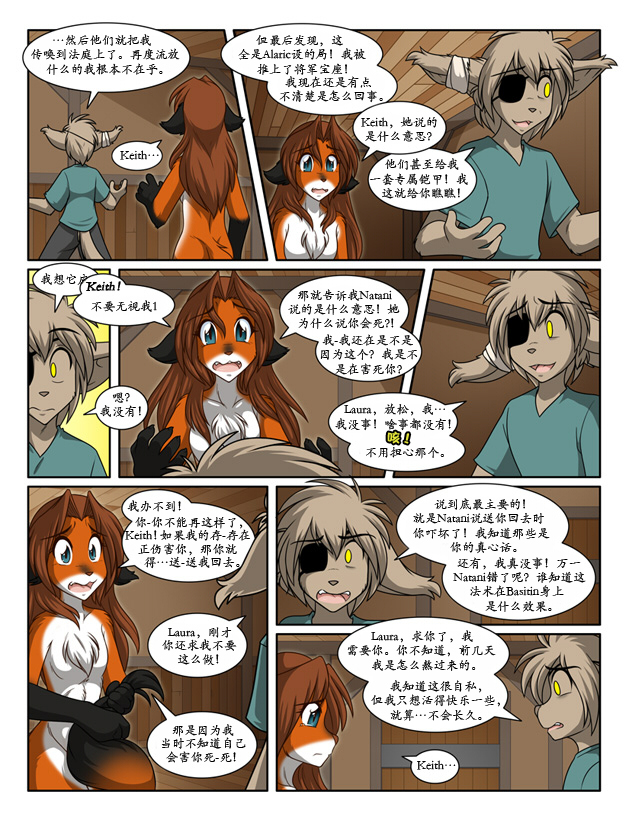 …然后他们就把我
传唤到法庭上了。再度流放
什么的我根本不在乎。
Keith…
但最后发现，这
全是Alaric设的局！我被
推上了将军宝座！
我现在还是有点
不清楚是怎么回事。
Keith，她说的
是什么意思？
他们甚至给我
一套专属铠甲！我
这就给你瞧瞧！
我想它应
Keith！
不要无视我1
嗯？
我没有！
那就告诉我Natani
说的是什么意思！她
为什么说你会死？！
我-我还在是不是
因为这个？我是不
是在害死你？
Laura，放松，我…
我没事！啥事都没有！
咳！
不用担心那个。
我办不到！
你-你不能再这样了，
Keith！如果我的存-存在
正伤害你，那你就
得…送-送我回去。
Laura，刚才
你还求我不要
这么做！
那是因为我
当时不知道自己
会害你死-死！
说到底最主要的！
就是Natani说送你回去时
你吓坏了！我知道那些是
你的真心话。
还有，我真没事！万一
Natani错了呢？谁知道这
法术在Basitin身上
是什么效果。
Laura，求你了，我
需要你。你不知道，前几天
我是怎么熬过来的。
我知道这很自私，
但我只想活得快乐一些，
就算…不会长久。
Keith…